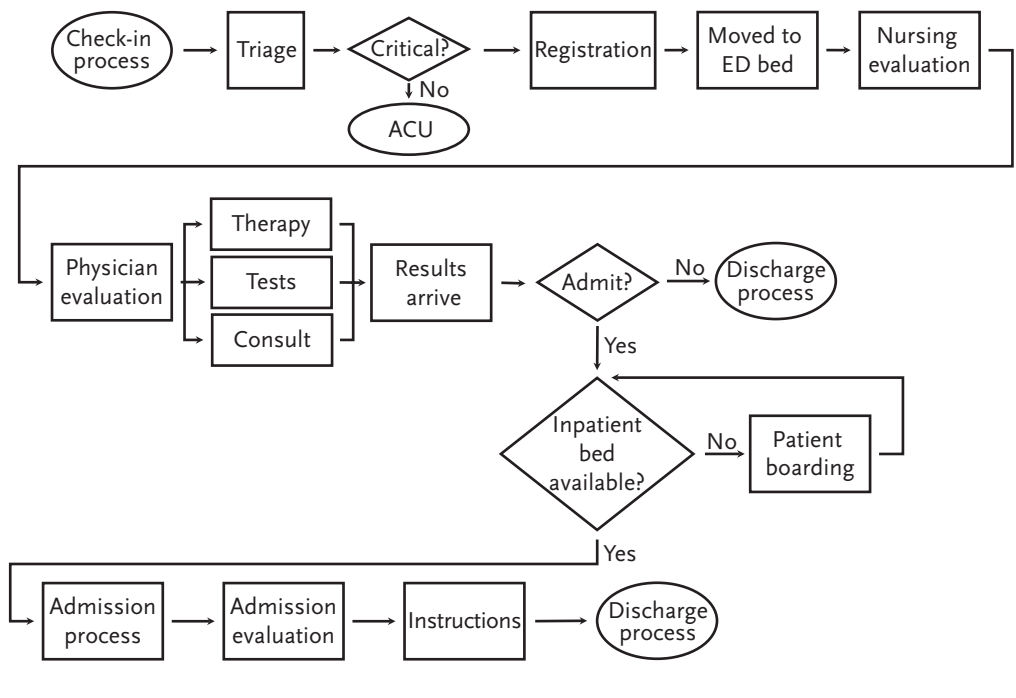 Check-in
process
Triage
Critical?
No
ACU
Registration
Moved to
ED bed
Nursing
evaluation
Physician
evaluation
Therapy
Tests
Consult
Results
arrive
Admit?
No
Discharge
process
Yes
Inpatient
bed
available?
No
Patient
boarding
Yes
Admission
process
Admission
evaluation
Instructions
Discharge
process